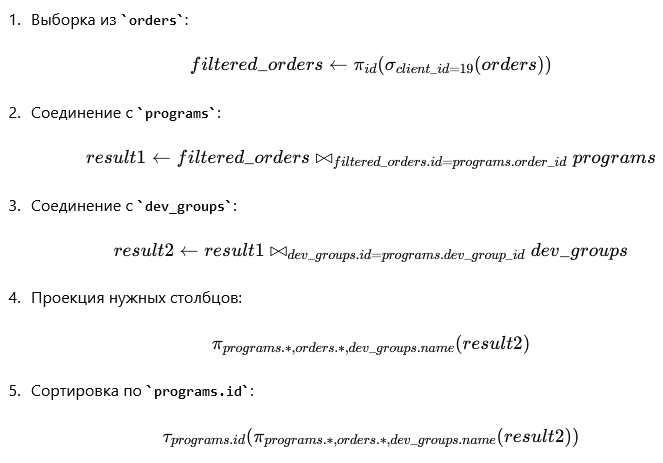 1. Выборка из `orders`:
filtered_orders ← π_id(σ_client_id=19(orders))
2. Соединение с `programs`:
result1 ← filtered_orders ⋈_filtered_orders.id=programs.order_id programs
3. Соединение с `dev_groups`:
result2 ← result1 ⋈_dev_groups.id=programs.dev_group_id dev_groups
4. Проекция нужных столбцов:
π_programs.*,orders.*,dev_groups.name(result2)
5. Сортировка по `programs.id`:
τ_programs.id(π_programs.*,orders.*,dev_groups.name(result2))